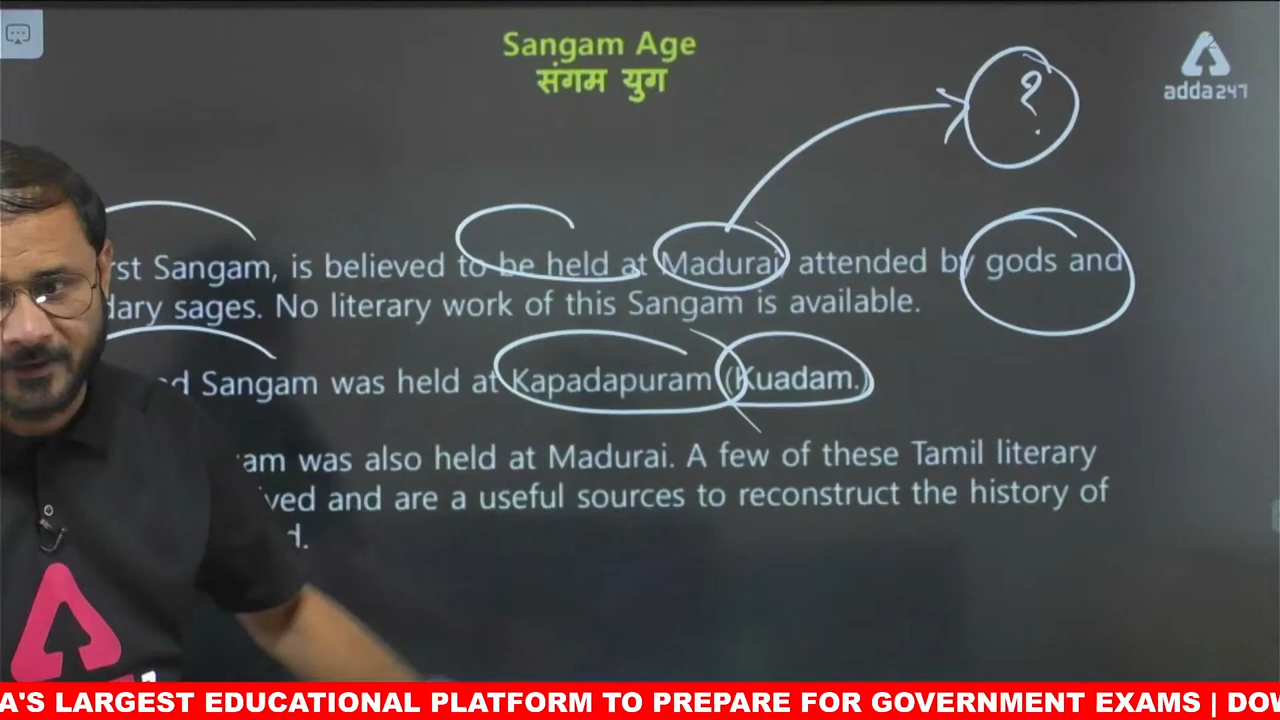 Sangam Age
संगम युग
adda247
?
rst Sangam, is believed to be held at Madurai attended by gods and
dary sages. No literary work of this Sangam is available.
d Sangam was held at Kapadapuram (Kuadam.)
am was also held at Madurai. A few of these Tamil literary
ved and are a useful sources to reconstruct the history of
d.
A'S LARGEST EDUCATIONAL PLATFORM TO PREPARE FOR GOVERNMENT EXAMS | DOW